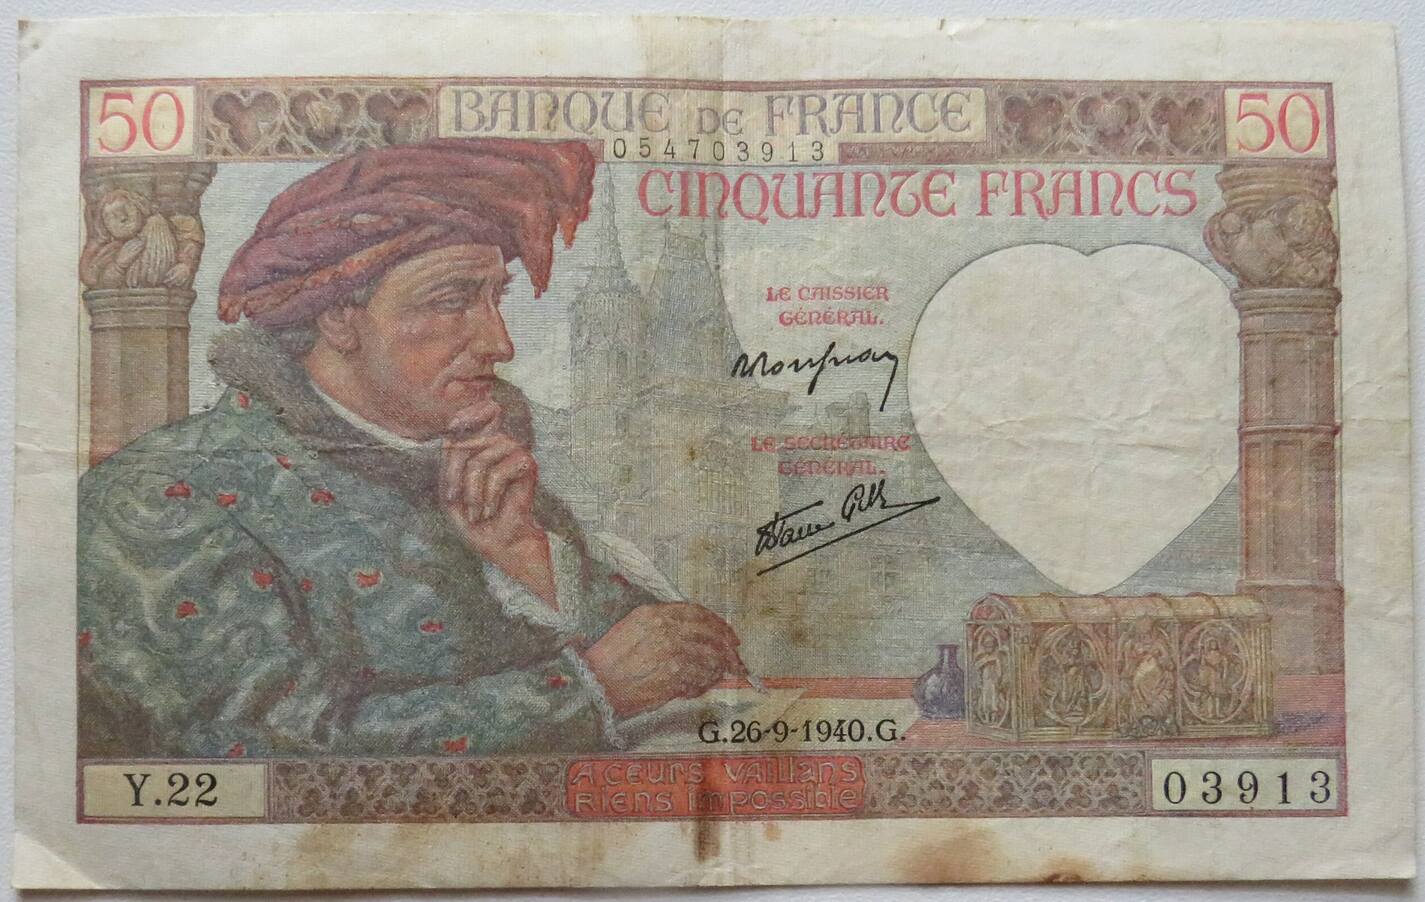 50 BANQUE DE FRANCE 50
054703913
CINQUANTE FRANCS
LE CAISSIER
GÉNÉRAL.
LE SECRÉTAIRE
GÉNÉRAL.
G.26-9-1940.G.
Y.22
A CEURS VAILLANS
RIENS IMPOSSIBLE
03913